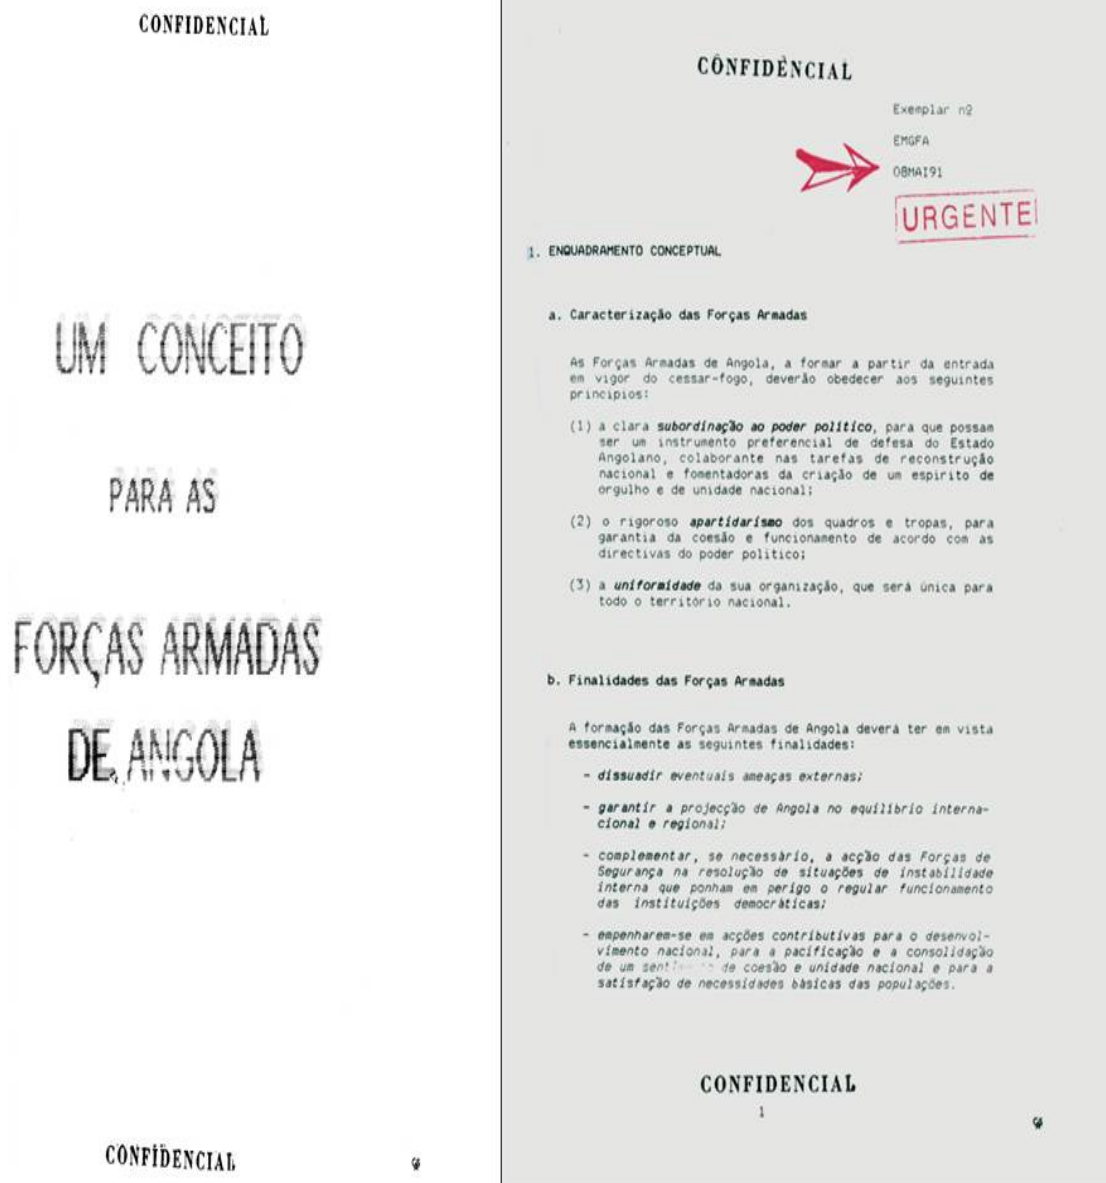 CONFIDENCIAL
UM CONCEITO
PARA AS
FORÇAS ARMADAS
DE ANGOLA
CONFIDENCIAL
CONFIDENCIAL
Exemplar nº
EMGFA
08MAI91
URGENTE
1. ENQUADRAMENTO CONCEPTUAL
a. Caracterização das Forças Armadas
As Forças Armadas de Angola, a formar a partir da entrada
em vigor do cessar-fogo, deverão obedecer aos seguintes
princípios:
(1) a clara subordinação ao poder político, para que possam
ser um instrumento preferencial de defesa do Estado
Angolano, colaborante nas tarefas de reconstrução
nacional e fomentadoras da criação de um espírito de
orgulho e de unidade nacional;
(2) o rigoroso apartidarismo dos quadros e tropas, para
garantia da coesão e funcionamento de acordo com as
directivas do poder político;
(3) a uniformidade da sua organização, que será única para
todo o território nacional.
b. Finalidades das Forças Armadas
A formação das Forças Armadas de Angola deverá ter em vista
essencialmente as seguintes finalidades:
- dissuadir eventuais ameaças externas;
- garantir a projecção de Angola no equilíbrio interna-
cional e regional;
- complementar, se necessário, a acção das Forças de
Segurança na resolução de situações de instabilidade
interna que ponham em perigo o regular funcionamento
das instituições democráticas;
- empenharem-se em acções contributivas para o desenvol-
vimento nacional, para a pacificação e a consolidação
de um de coesão e unidade nacional e para a
satisfação de necessidades básicas das populações.
CONFIDENCIAL
1